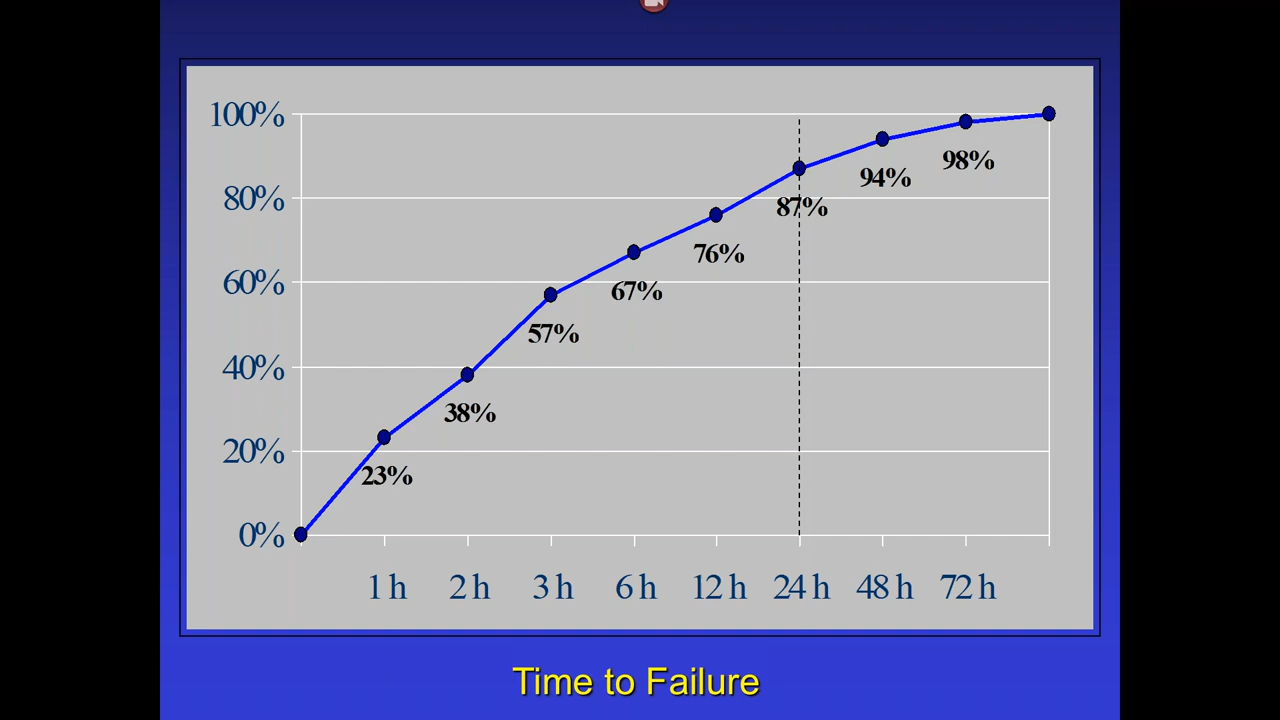 100%
80%
60%
40%
20%
0%
23%
38%
57%
67%
76%
87%
94%
98%
1 h
2 h
3 h
6 h
12 h
24 h
48 h
72 h
Time to Failure